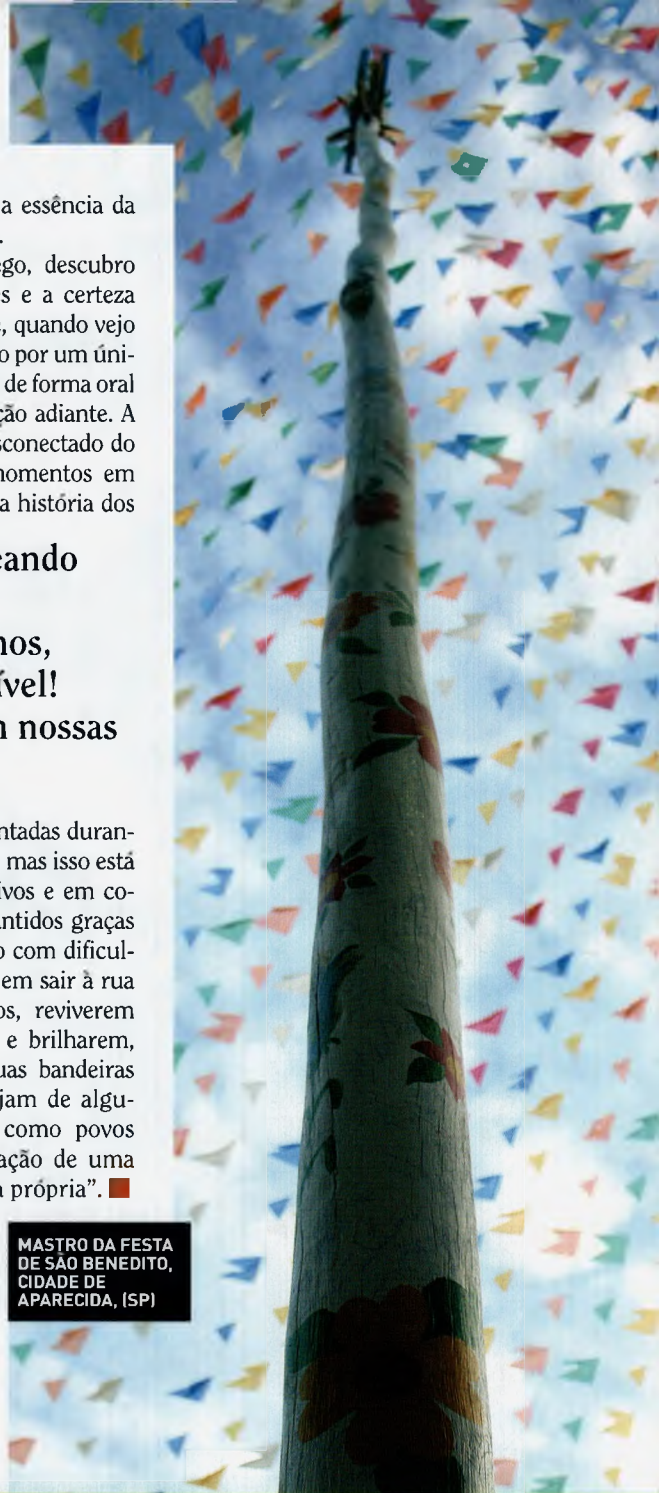 a essência da
.
ego, descubro
s e a certeza
, quando vejo
o por um úni-
de forma oral
ção adiante. A
sconectado do
nomentos em
a história dos
eando
nos,
ível!
n nossas
ntadas duran-
mas isso está
ivos e em co-
antidos graças
o com dificul-
em sair à rua
os, reviverem
e brilharem,
uas bandeiras
jam de algu-
como povos
ação de uma
a própria”.
MASTRO DA FESTA
DE SÃO BENEDITO,
CIDADE DE
APARECIDA, (SP)